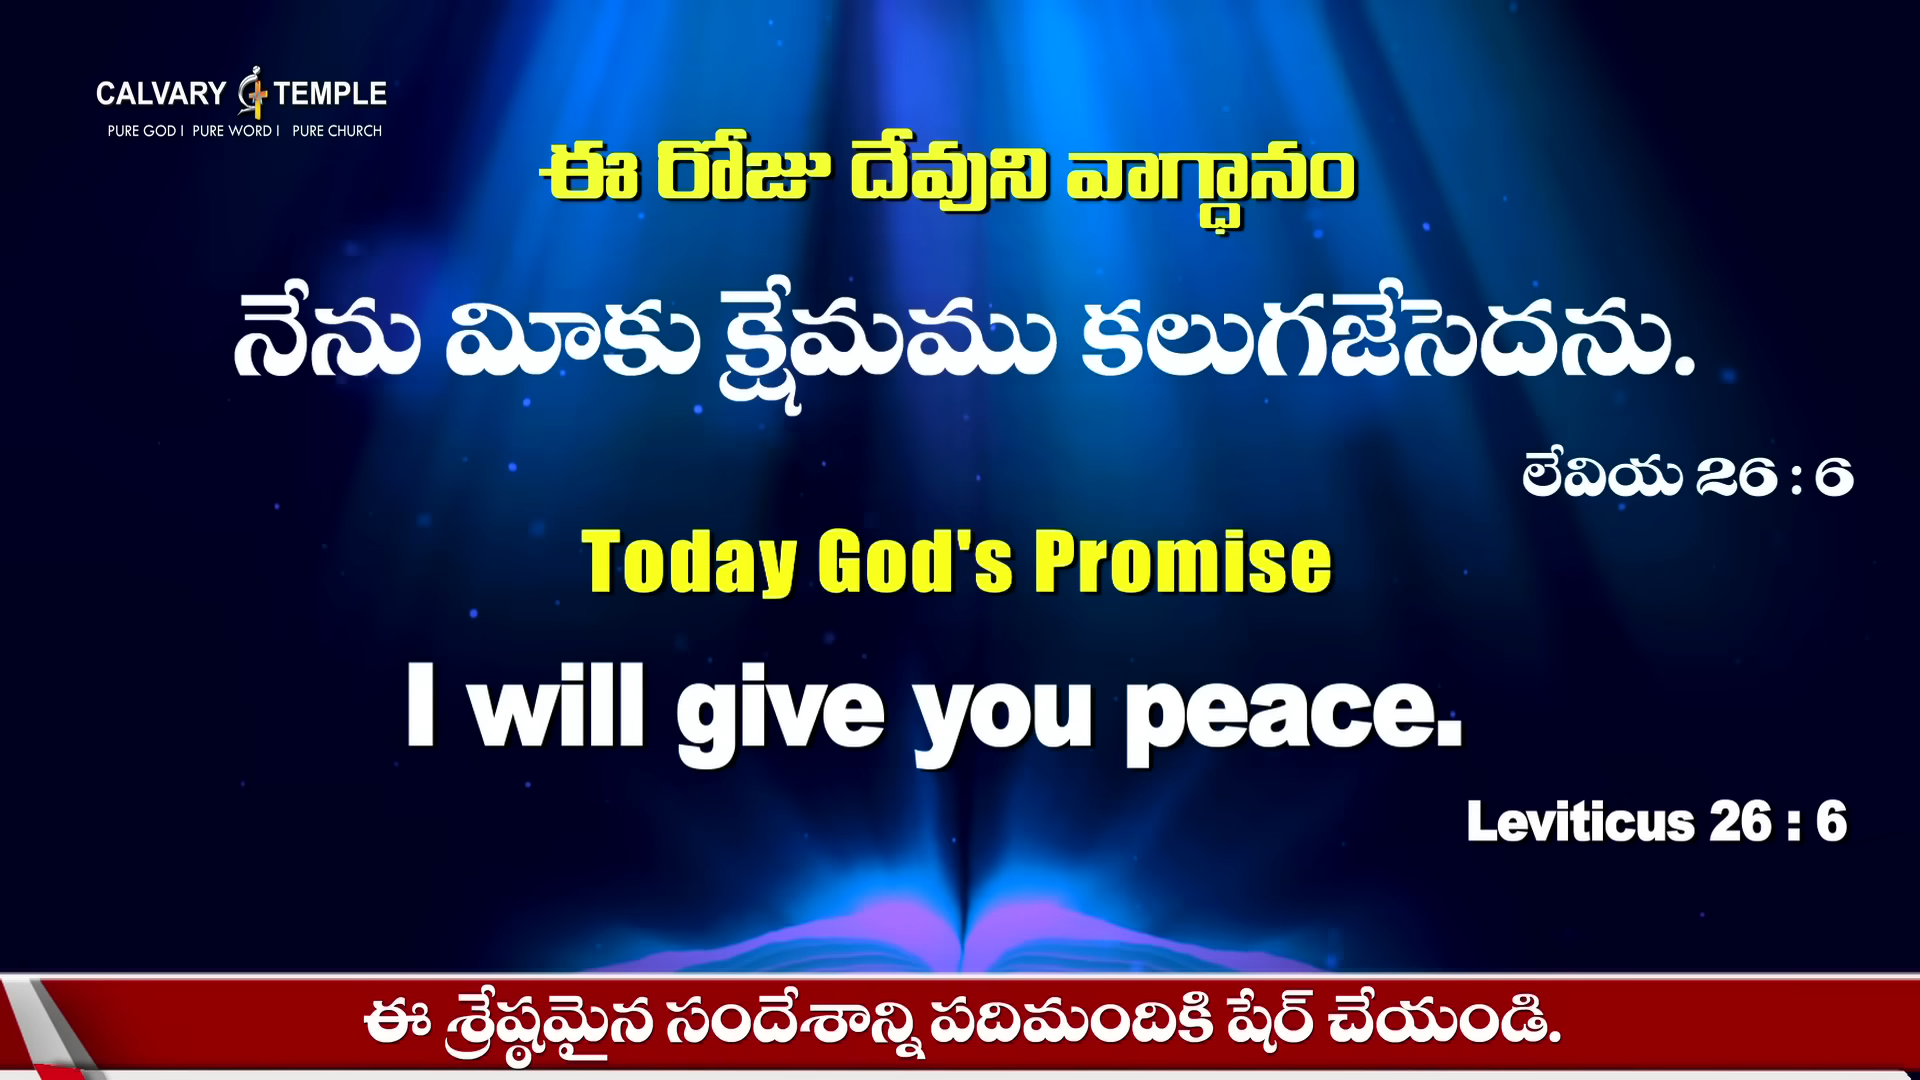 CALVARY TEMPLE
PURE GOD I PURE WORD I PURE CHURCH
ఈ రోజు దేవుని వాగ్ధానం
నేను మీకు క్షేమము కలుగజేసెదను.
లేవియ 26 : 6
Today God's Promise
I will give you peace.
Leviticus 26 : 6
ఈ శ్రేష్ఠమైన సందేశాన్ని పదిమందికి షేర్ చేయండి.